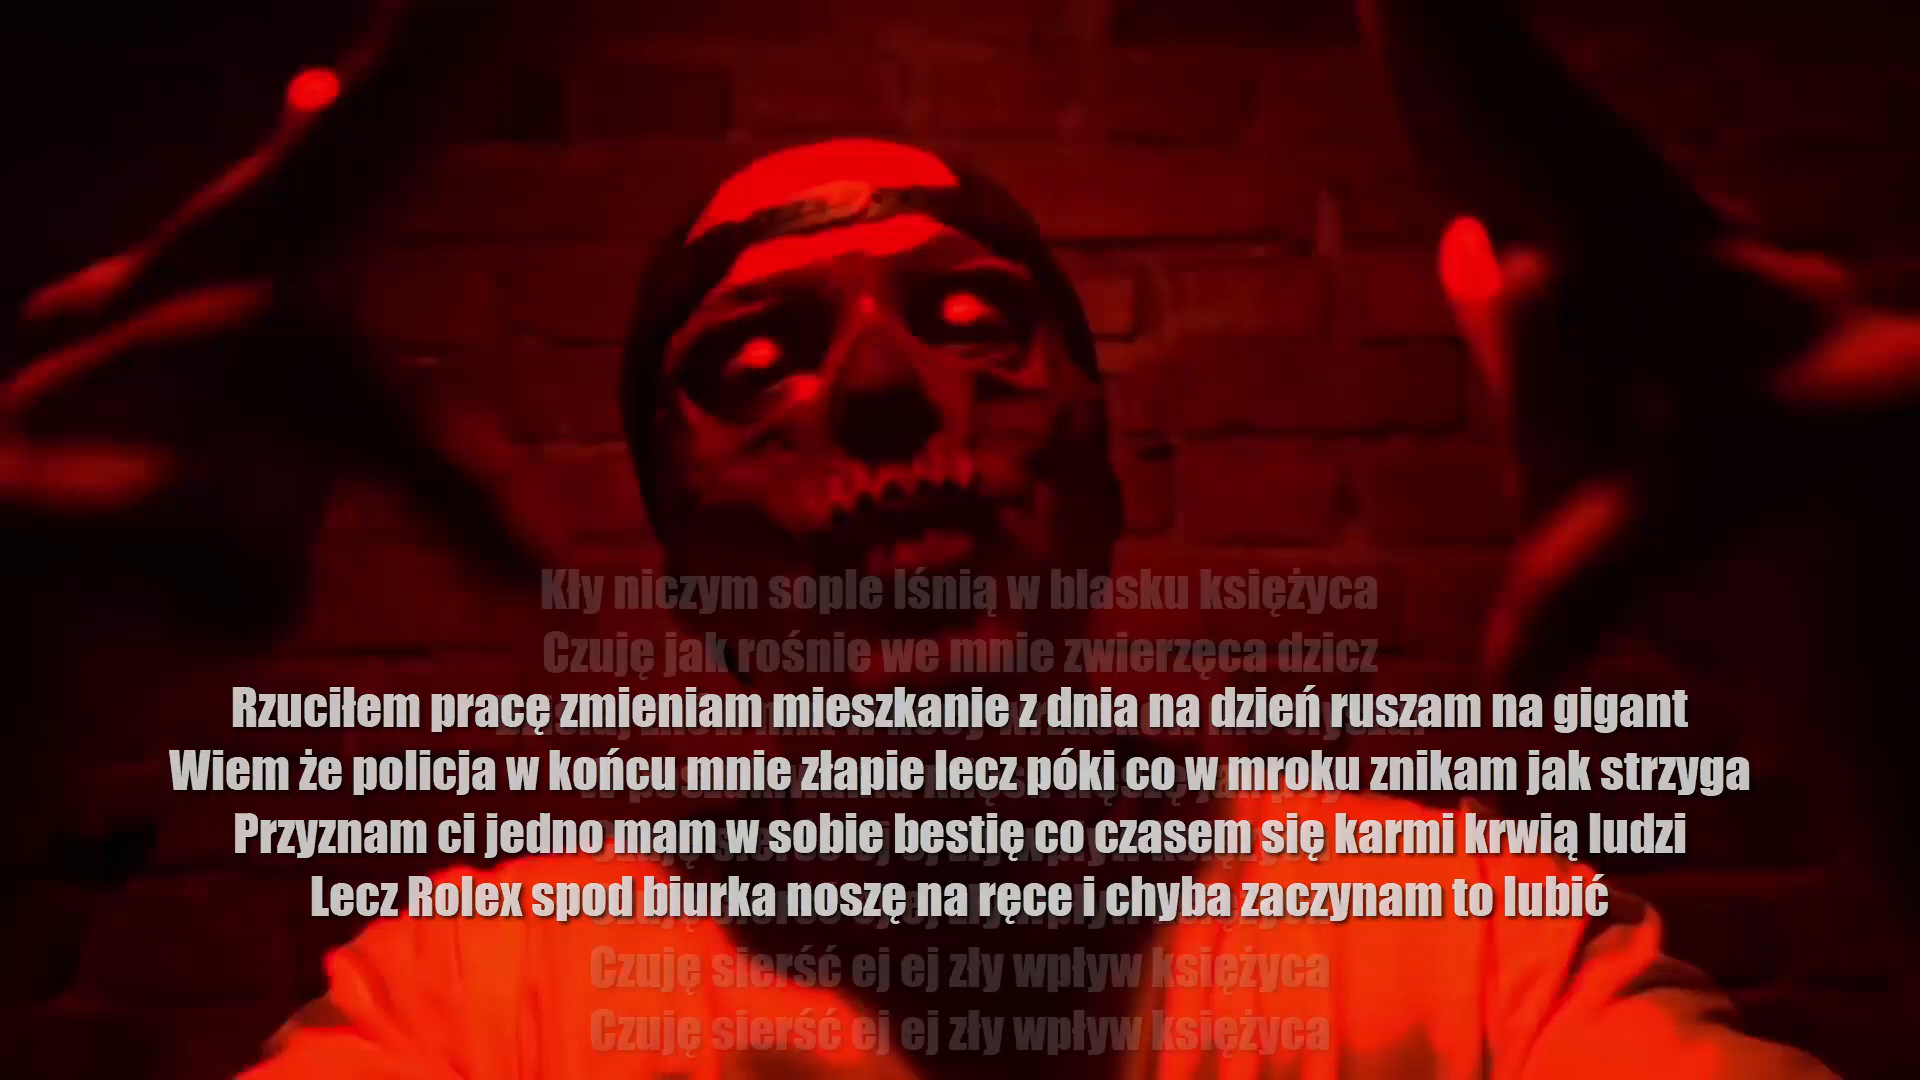 Kły niczym sople lśnią w blasku księżyca
Czuję jak rośnie we mnie zwierzęca dzicz
Rzuciłem pracę zmieniam mieszkanie z dnia na dzień ruszam na gigant
Wiem że policja w końcu mnie złapie lecz póki co w mroku znikam jak strzyga
Przyznam ci jedno mam w sobie bestię co czasem się karmi krwią ludzi
Lecz Rolex spod biurka noszę na ręce i chyba zaczynam to lubić
Czuję sierść ej ej zły wpływ księżyca
Czuję sierść ej ej zły wpływ księżyca